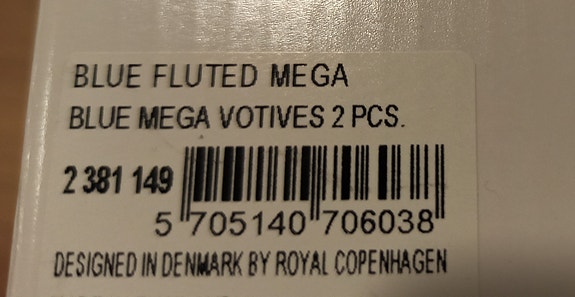 BLUE FLUTED MEGA
BLUE MEGA VOTIVES 2 PCS.
2 381 149
5 705140 706038
DESIGNED IN DENMARK BY ROYAL COPENHAGEN